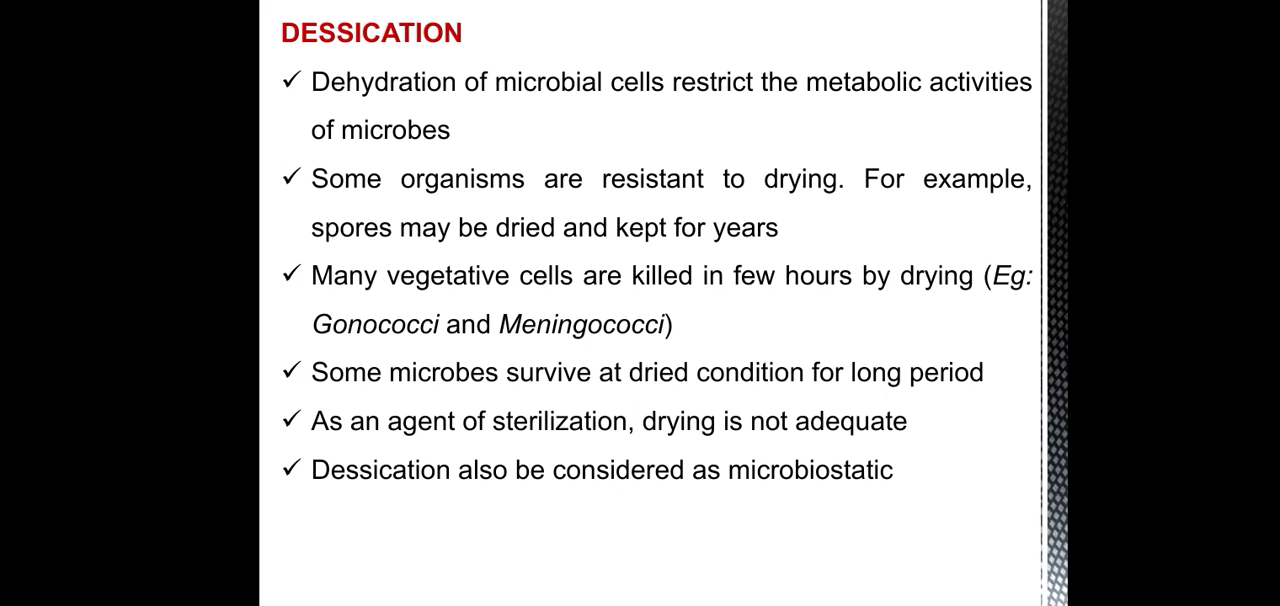 DESSICATION
✓ Dehydration of microbial cells restrict the metabolic activities
of microbes
✓ Some organisms are resistant to drying. For example,
spores may be dried and kept for years
✓ Many vegetative cells are killed in few hours by drying (Eg:
Gonococci and Meningococci)
✓ Some microbes survive at dried condition for long period
✓ As an agent of sterilization, drying is not adequate
✓ Dessication also be considered as microbiostatic